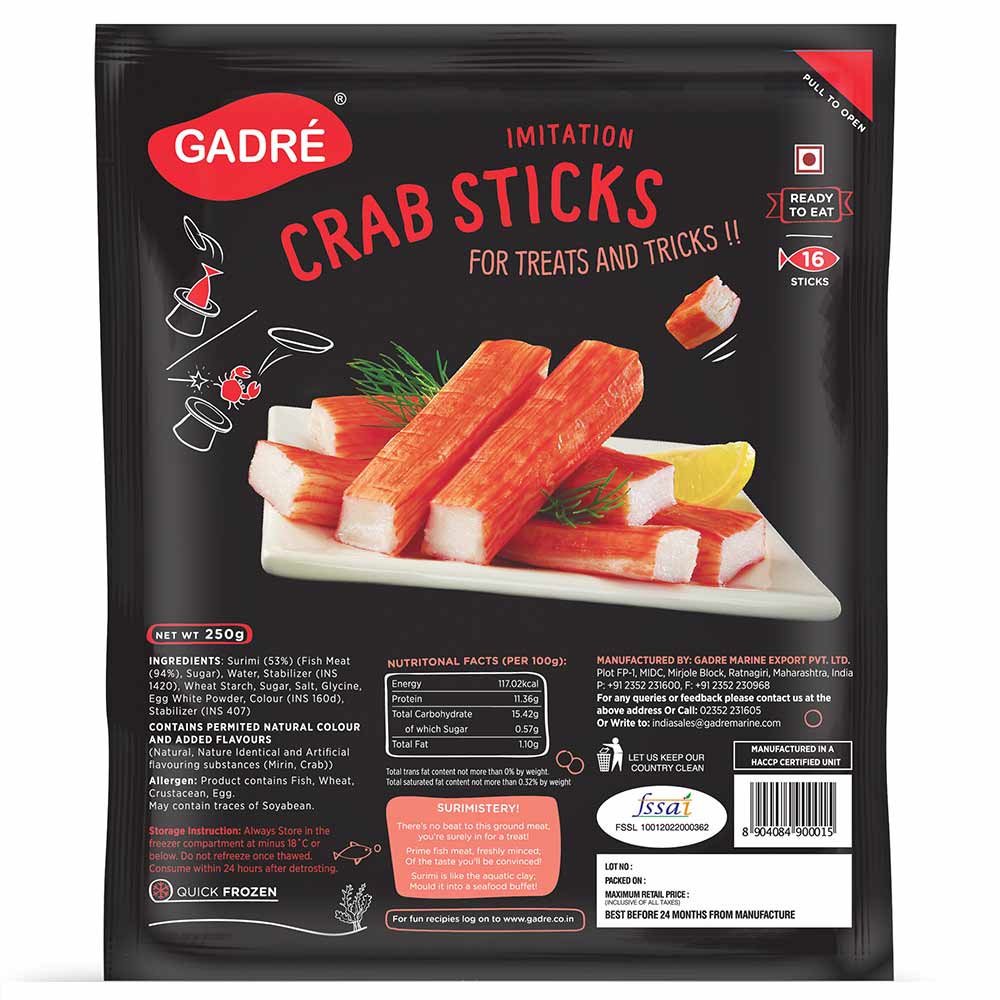 GADRÉ ®
IMITATION
CRAB STICKS
FOR TREATS AND TRICKS !!
PULL TO OPEN
READY
TO EAT
16
STICKS
NET WT 250g
INGREDIENTS: Surimi (53%) (Fish Meat
(94%), Sugar), Water, Stabilizer (INS
1420), Wheat Starch, Sugar, Salt, Glycine,
Egg White Powder, Colour (INS 160d),
Stabilizer (INS 407)
CONTAINS PERMITED NATURAL COLOUR
AND ADDED FLAVOURS
(Natural, Nature Identical and Artificial
flavouring substances (Mirin, Crab))
Allergen: Product contains Fish, Wheat,
Crustacean, Egg.
May contain traces of Soyabean.
Storage Instruction: Always Store in the
freezer compartment at minus 18˚C or
below. Do not refreeze once thawed.
Consume within 24 hours after detrosting.
QUICK FROZEN
NUTRITONAL FACTS (PER 100g):
Energy 117.02kcal
Protein 11.36g
Total Carbohydrate 15.42g
of which Sugar 0.57g
Total Fat 1.10g
Total trans fat content not more than 0% by weight.
Total saturated fat content not more than 0.32% by weight
SURIMISTERY!
There's no beat to this ground meat,
you're surely in for a treat!
Prime fish meat, freshly minced;
Of the taste you'll be convinced!
Surimi is like the aquatic clay;
Mould it into a seafood buffet!
For fun recipies log on to www.gadre.co.in
MANUFACTURED BY: GADRE MARINE EXPORT PVT. LTD.
Plot FP-1, MIDC, Mirjole Block, Ratnagiri, Maharashtra, India
P: +91 2352 231600, F: +91 2352 230968
For any queries or feedback please contact us at the
above address Or Call: 02352 231605
Or Write to: indiasales@gadremarine.com
LET US KEEP OUR
COUNTRY CLEAN
MANUFACTURED IN A
HACCP CERTIFIED UNIT
fssai
FSSL 10012022000362
8 904084 900015
LOT NO :
PACKED ON :
MAXIMUM RETAIL PRICE :
(INCLUSIVE OF ALL TAXES)
BEST BEFORE 24 MONTHS FROM MANUFACTURE